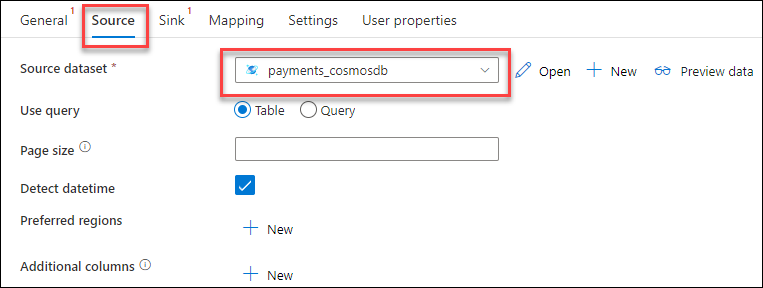 General 1 Source Sink 1 Mapping Settings User properties
Source dataset * payments_cosmosdb Open New Preview data
Use query Table Query
Page size
Detect datetime
Preferred regions New
Additional columns New